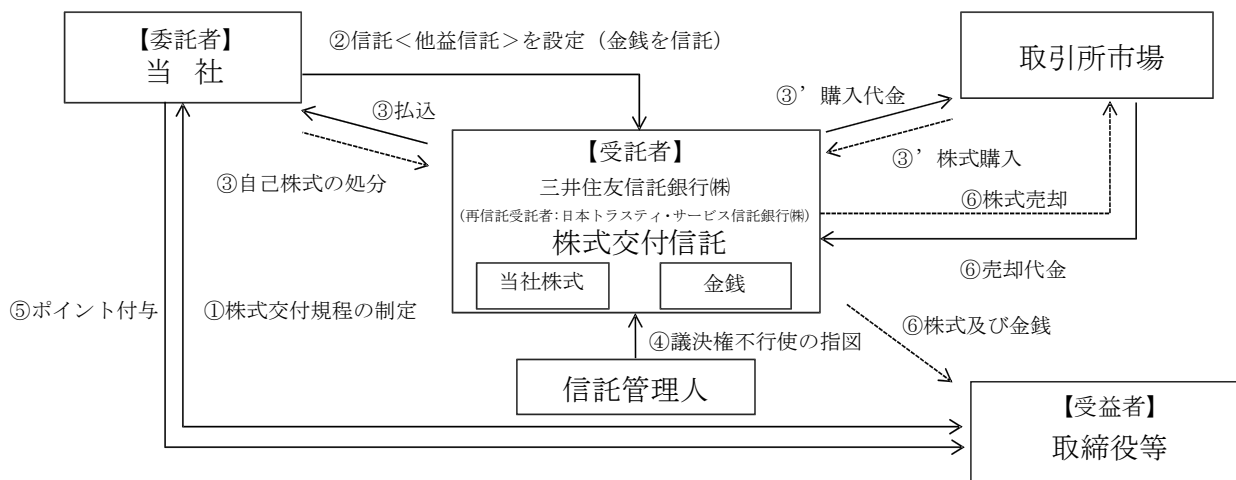 【委託者】
当　社
②信託＜他益信託＞を設定（金銭を信託）
取引所市場
③払込
③’購入代金
③自己株式の処分
③’株式購入
【受託者】
三井住友信託銀行㈱
(再信託受託者：日本トラスティ・サービス信託銀行㈱)
株式交付信託
当社株式
金銭
⑥株式売却
⑥売却代金
⑤ポイント付与
①株式交付規程の制定
④議決権不行使の指図
⑥株式及び金銭
信託管理人
【受益者】
取締役等